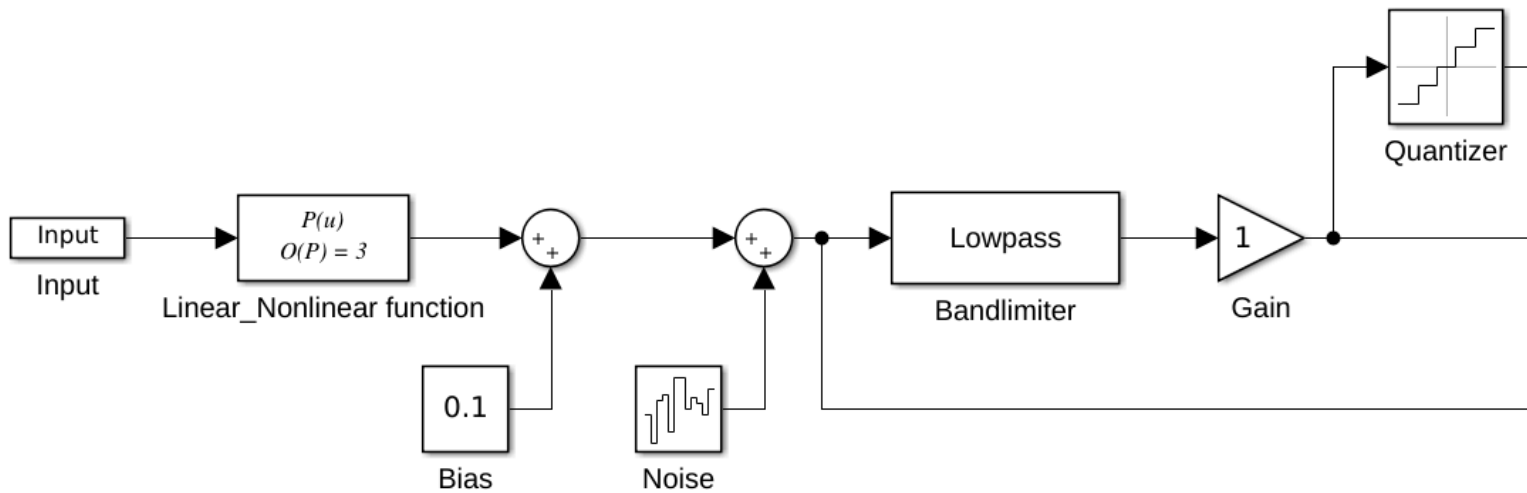 Quantizer
Input
Input
P(u)
O(P) = 3
Linear_Nonlinear function
+
+
+
+
Lowpass
Bandlimiter
1
Gain
0.1
Bias
Noise